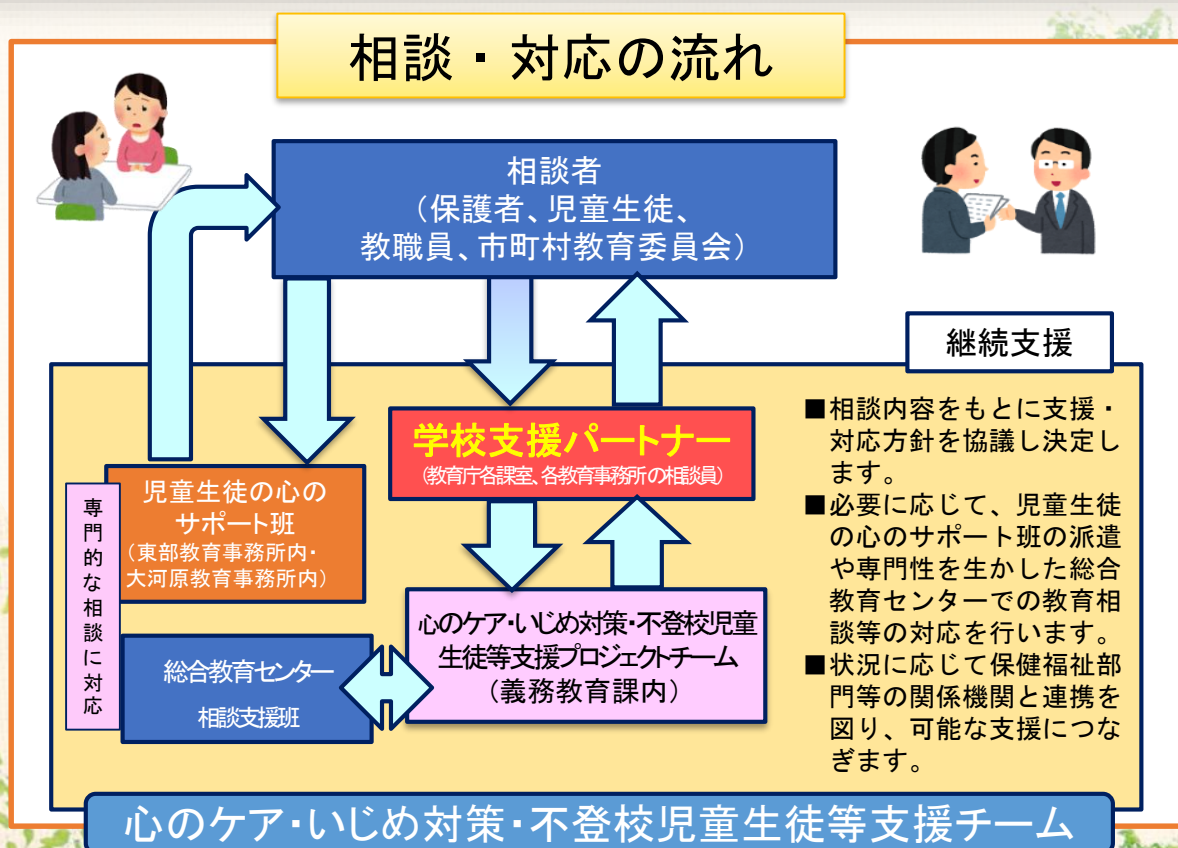 相談・対応の流れ
相談者
(保護者、児童生徒、
教職員、市町村教育委員会)
継続支援
学校支援パートナー
(教育庁各課室、各教育事務所の相談員)
専門的な相談に対応
児童生徒の心の
サポート班
(東部教育事務所内・
大河原教育事務所内)
総合教育センター
相談支援班
心のケア・いじめ対策・不登校児童
生徒等支援プロジェクトチーム
(義務教育課内)
■相談内容をもとに支援・
対応方針を協議し決定し
ます。
■必要に応じて、児童生徒
の心のサポート班の派遣
や専門性を生かした総合
教育センターでの教育相
談等の対応を行います。
■状況に応じて保健福祉部
門等の関係機関と連携を
図り、可能な支援につな
ぎます。
心のケア・いじめ対策・不登校児童生徒等支援チーム